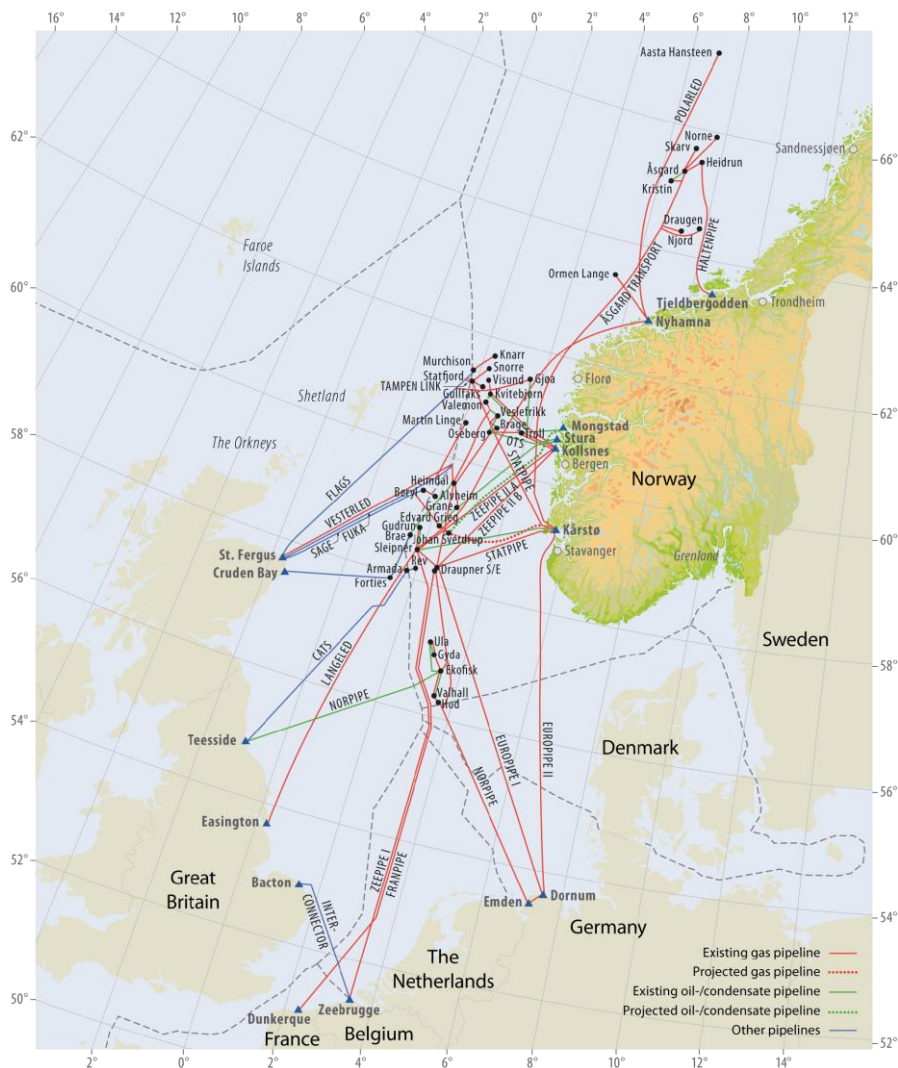 16°
14°
12°
10°
8°
6°
4°
2°
0°
2°
4°
6°
8°
10°
12°
Aasta Hansteen
POLARLED
62°
Norne
Skarv
Sandnessjøen
66°
Åsgard
Heidrun
Kristin
Draugen
Njord
HALTENPIPE
Faroe
Islands
Ormen Lange
ÅSGARD TRANSPORT
60°
Tjeldbergodden
Trondheim
64°
Nyhamna
Knarr
Murchison
Snorre
Statfjord
Visund
Gjøa
Florø
TAMPEN LINK
Gullfaks
Kvitebjørn
Shetland
Valemon
Veslefrikk
Martin Linge
Brage
Mongstad
62°
Oseberg
Troll
Stura
58°
The Orkneys
OTS
Kollsnes
STATPIPE
Bergen
FLAGS
Heimdal
Norway
VESTERLED
Beryl
Alvheim
Grane
ZEEPIPE II A
ZEEPIPE II B
SAGE
FUKA
Edvard Grieg
Gudrun
Kårstø
Brae
Johan Sverdrup
60°
St. Fergus
Sleipner
STATPIPE
Stavanger
Grenland
Cruden Bay
Rev
56°
Armada
Draupner S/E
Forties
Sweden
CATS
LANGELED
Ula
Gyda
58°
Ekofisk
NORPIPE
Valhall
Hod
54°
Teesside
EUROPIPE I
EUROPIPE II
Denmark
NORPIPE
56°
Easington
52°
ZEEPIPE I
FRANPIPE
Great
Britain
Bacton
Emden
Dornum
54°
INTER-
CONNECTOR
Germany
The
Netherlands
Existing gas pipeline
Projected gas pipeline
Existing oil-/condensate pipeline
Projected oil-/condensate pipeline
Other pipelines
50°
Zeebrugge
Dunkerque
France
Belgium
52°
2°
0°
2°
4°
6°
8°
10°
12°
14°